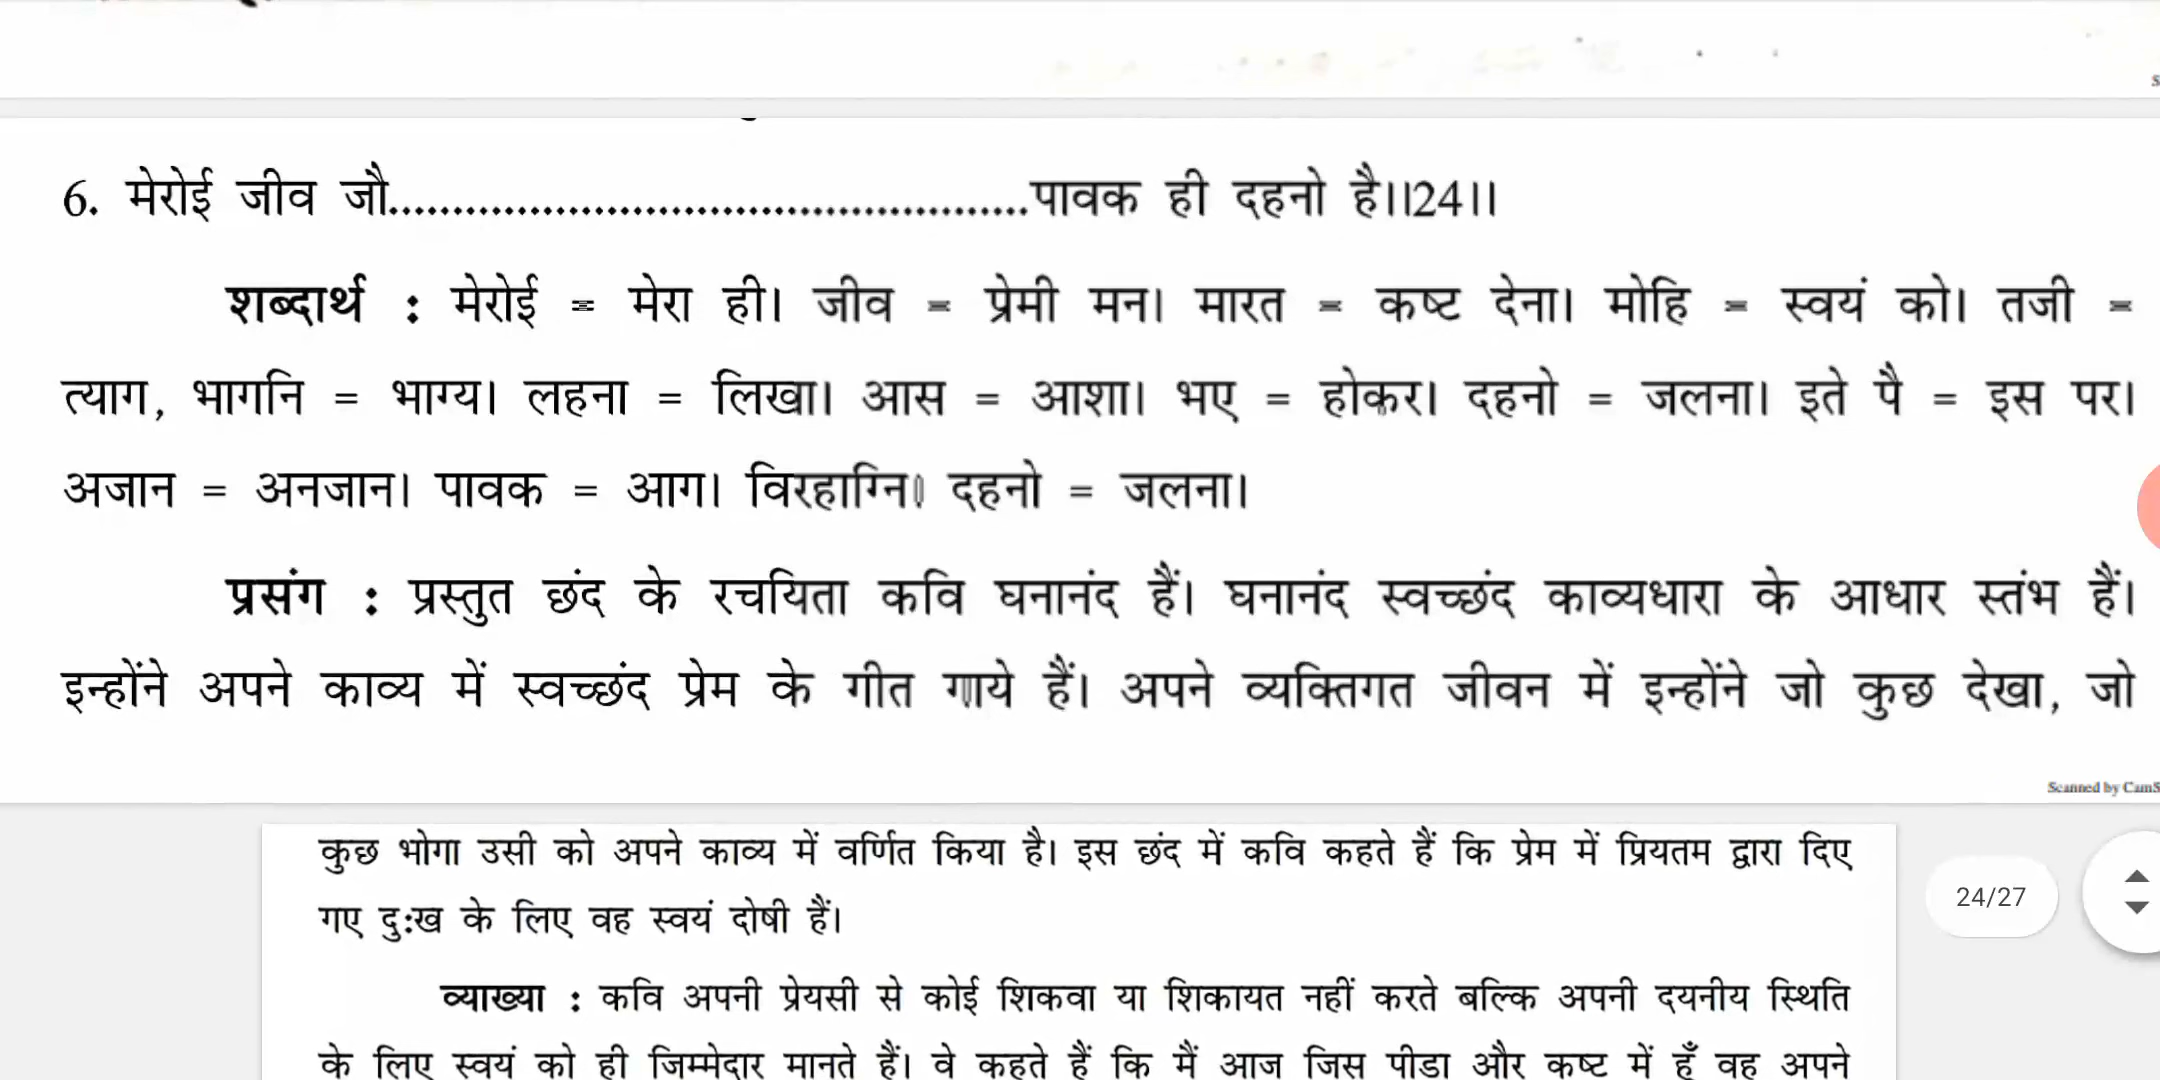 6. मेरोई जीव जौ....................................................पावक ही दहनो है।।24।।
शब्दार्थ : मेरोई = मेरा ही। जीव = प्रेमी मन। मारत = कष्ट देना। मोहि = स्वयं को। तजी =
त्याग, भागनि = भाग्य। लहना = लिखा। आस = आशा। भए = होकर। दहनो = जलना। इते पै = इस पर।
अजान = अनजान। पावक = आग। विरहाग्नि। दहनो = जलना।
प्रसंग : प्रस्तुत छंद के रचयिता कवि घनानंद हैं। घनानंद स्वच्छंद काव्यधारा के आधार स्तंभ हैं।
इन्होंने अपने काव्य में स्वच्छंद प्रेम के गीत गाये हैं। अपने व्यक्तिगत जीवन में इन्होंने जो कुछ देखा, जो
Scanned by CamS
कुछ भोगा उसी को अपने काव्य में वर्णित किया है। इस छंद में कवि कहते हैं कि प्रेम में प्रियतम द्वारा दिए
गए दु:ख के लिए वह स्वयं दोषी हैं।
24/27
व्याख्या : कवि अपनी प्रेयसी से कोई शिकवा या शिकायत नहीं करते बल्कि अपनी दयनीय स्थिति
के लिए स्वयं को ही जिम्मेदार मानते हैं। वे कहते हैं कि मैं आज जिस पीडा और कष्ट में हूँ वह अपने